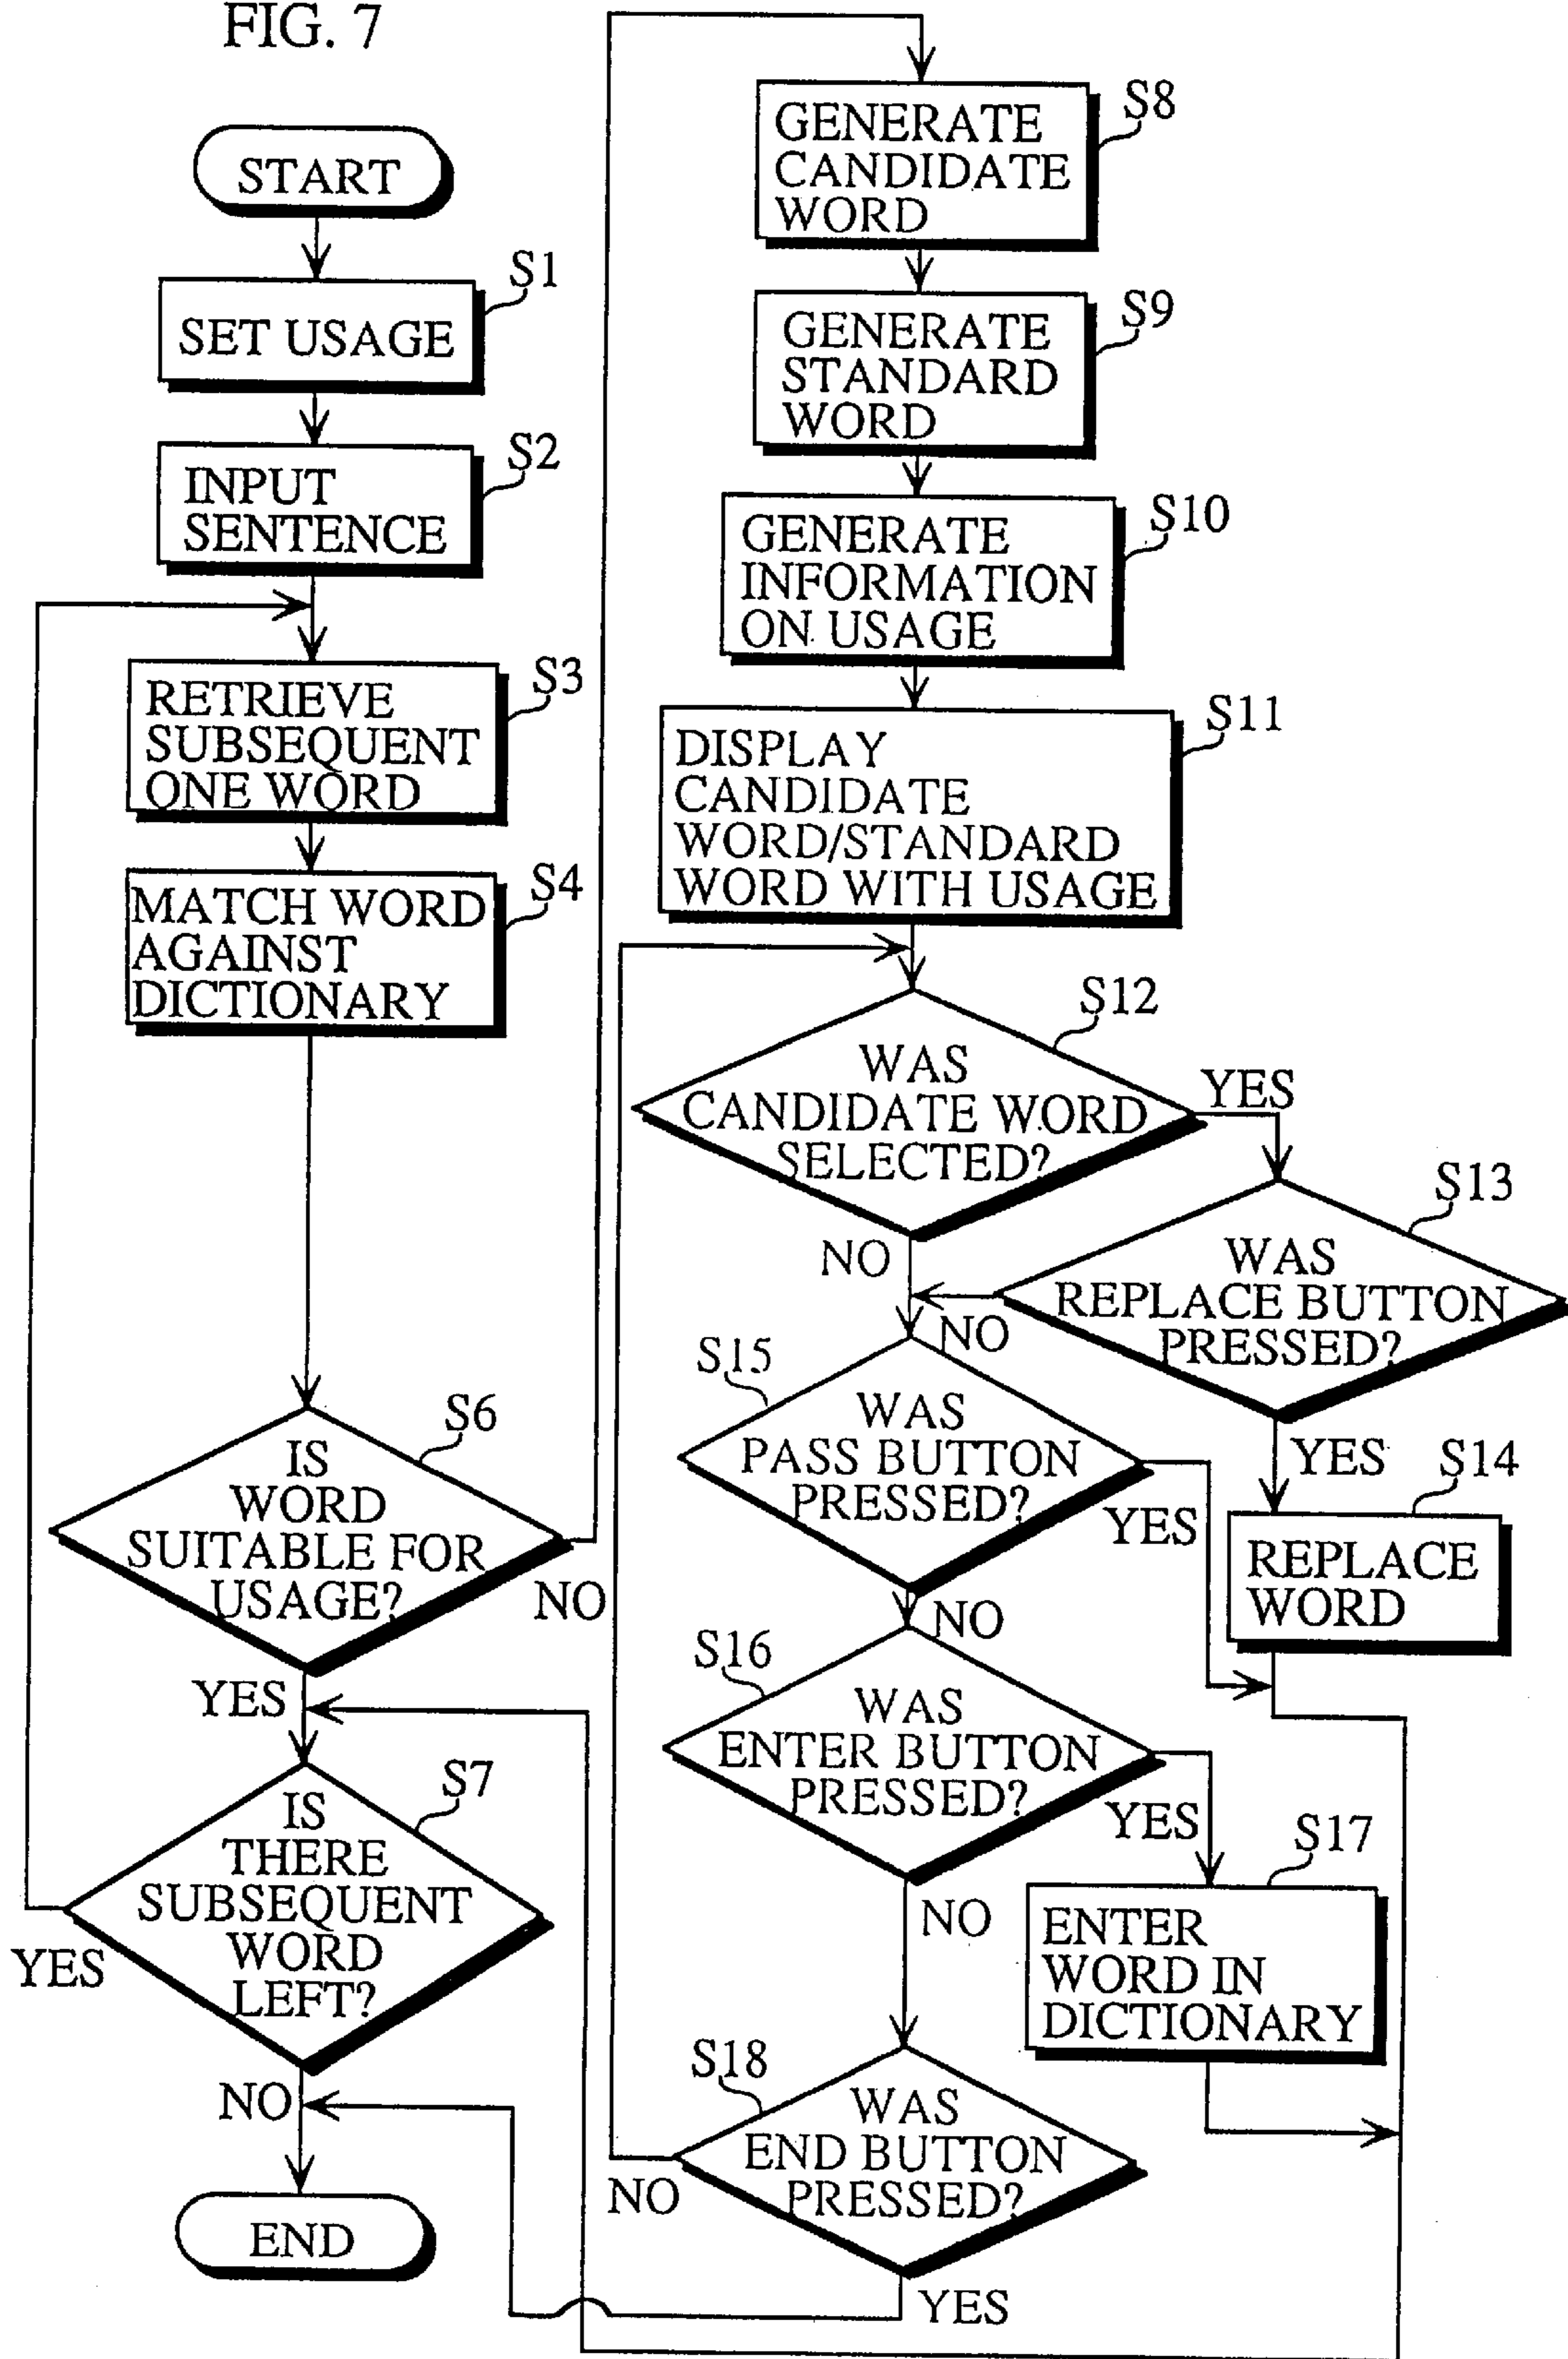 FIG. 7
START
S1
SET USAGE
S2
INPUT
SENTENCE
S3
RETRIEVE
SUBSEQUENT
ONE WORD
S4
MATCH WORD
AGAINST
DICTIONARY
S6
IS
WORD
SUITABLE FOR
USAGE?
NO
YES
S7
IS
THERE
SUBSEQUENT
WORD
LEFT?
YES
NO
END
S8
GENERATE
CANDIDATE
WORD
S9
GENERATE
STANDARD
WORD
S10
GENERATE
INFORMATION
ON USAGE
S11
DISPLAY
CANDIDATE
WORD/STANDARD
WORD WITH USAGE
S12
WAS
CANDIDATE WORD
SELECTED?
YES
NO
S13
WAS
REPLACE BUTTON
PRESSED?
NO
YES
S14
REPLACE
WORD
S15
WAS
PASS BUTTON
PRESSED?
YES
NO
S16
WAS
ENTER BUTTON
PRESSED?
YES
NO
S17
ENTER
WORD IN
DICTIONARY
S18
WAS
END BUTTON
PRESSED?
NO
YES